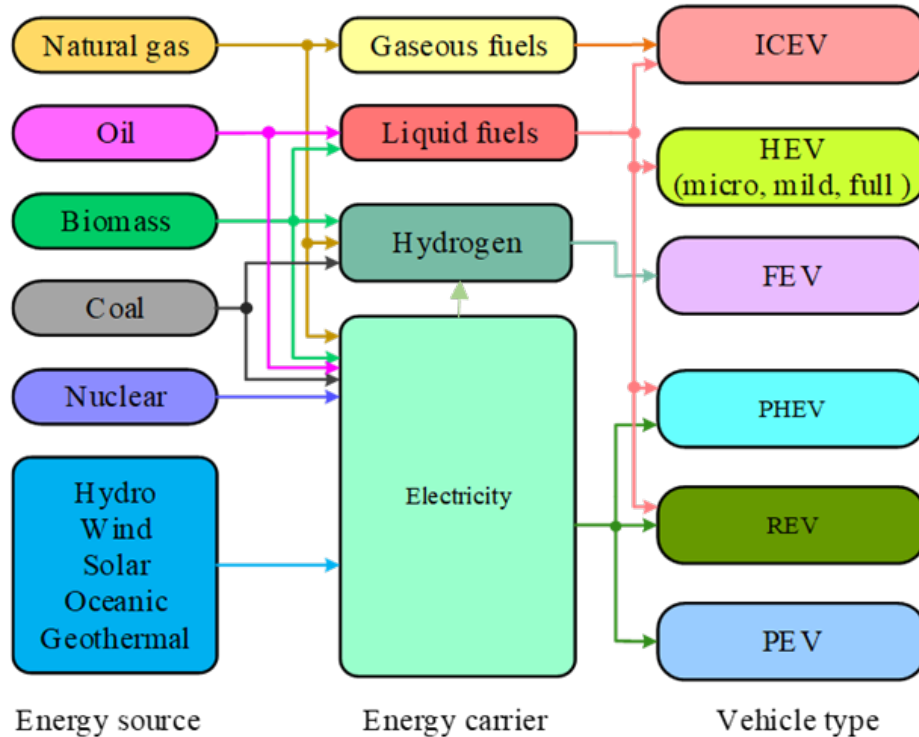 Natural gas
Gaseous fuels
ICEV
Oil
Liquid fuels
HEV
(micro, mild, full )
Biomass
Hydrogen
FEV
Coal
Nuclear
PHEV
Hydro
Wind
Solar
Oceanic
Geothermal
Electricity
REV
PEV
Energy source
Energy carrier
Vehicle type